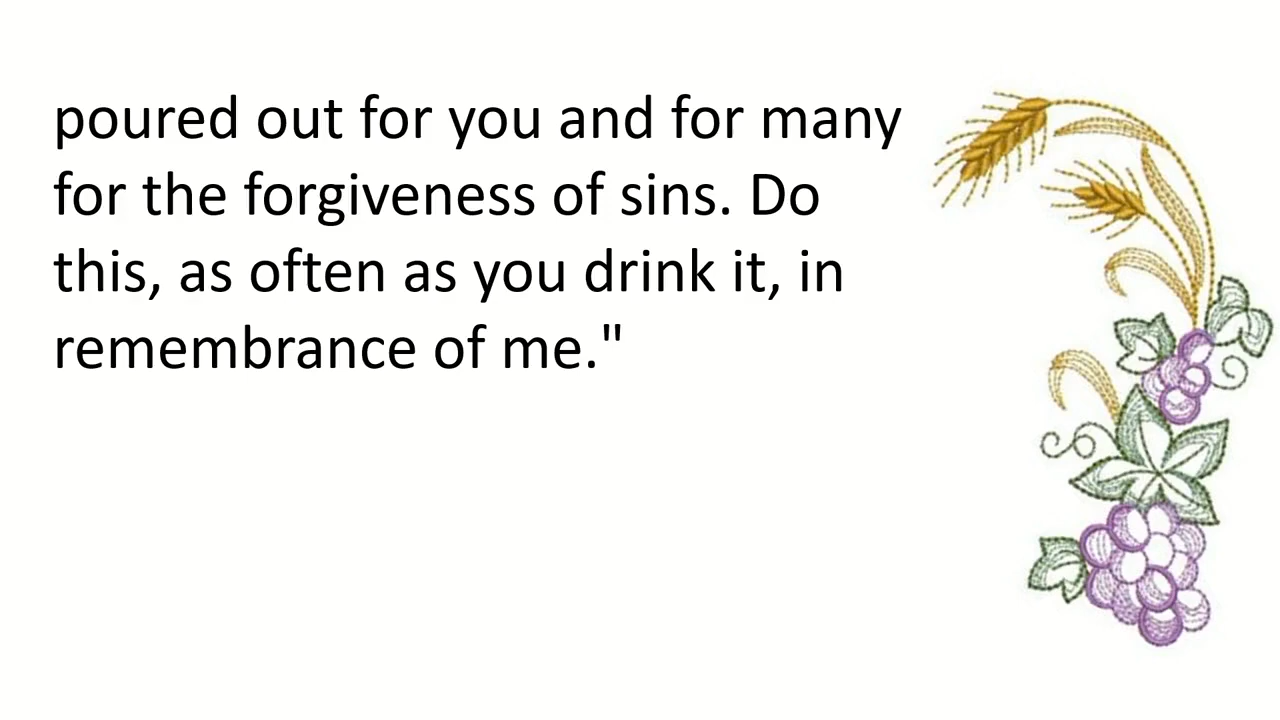 poured out for you and for many
for the forgiveness of sins. Do
this, as often as you drink it, in
remembrance of me."